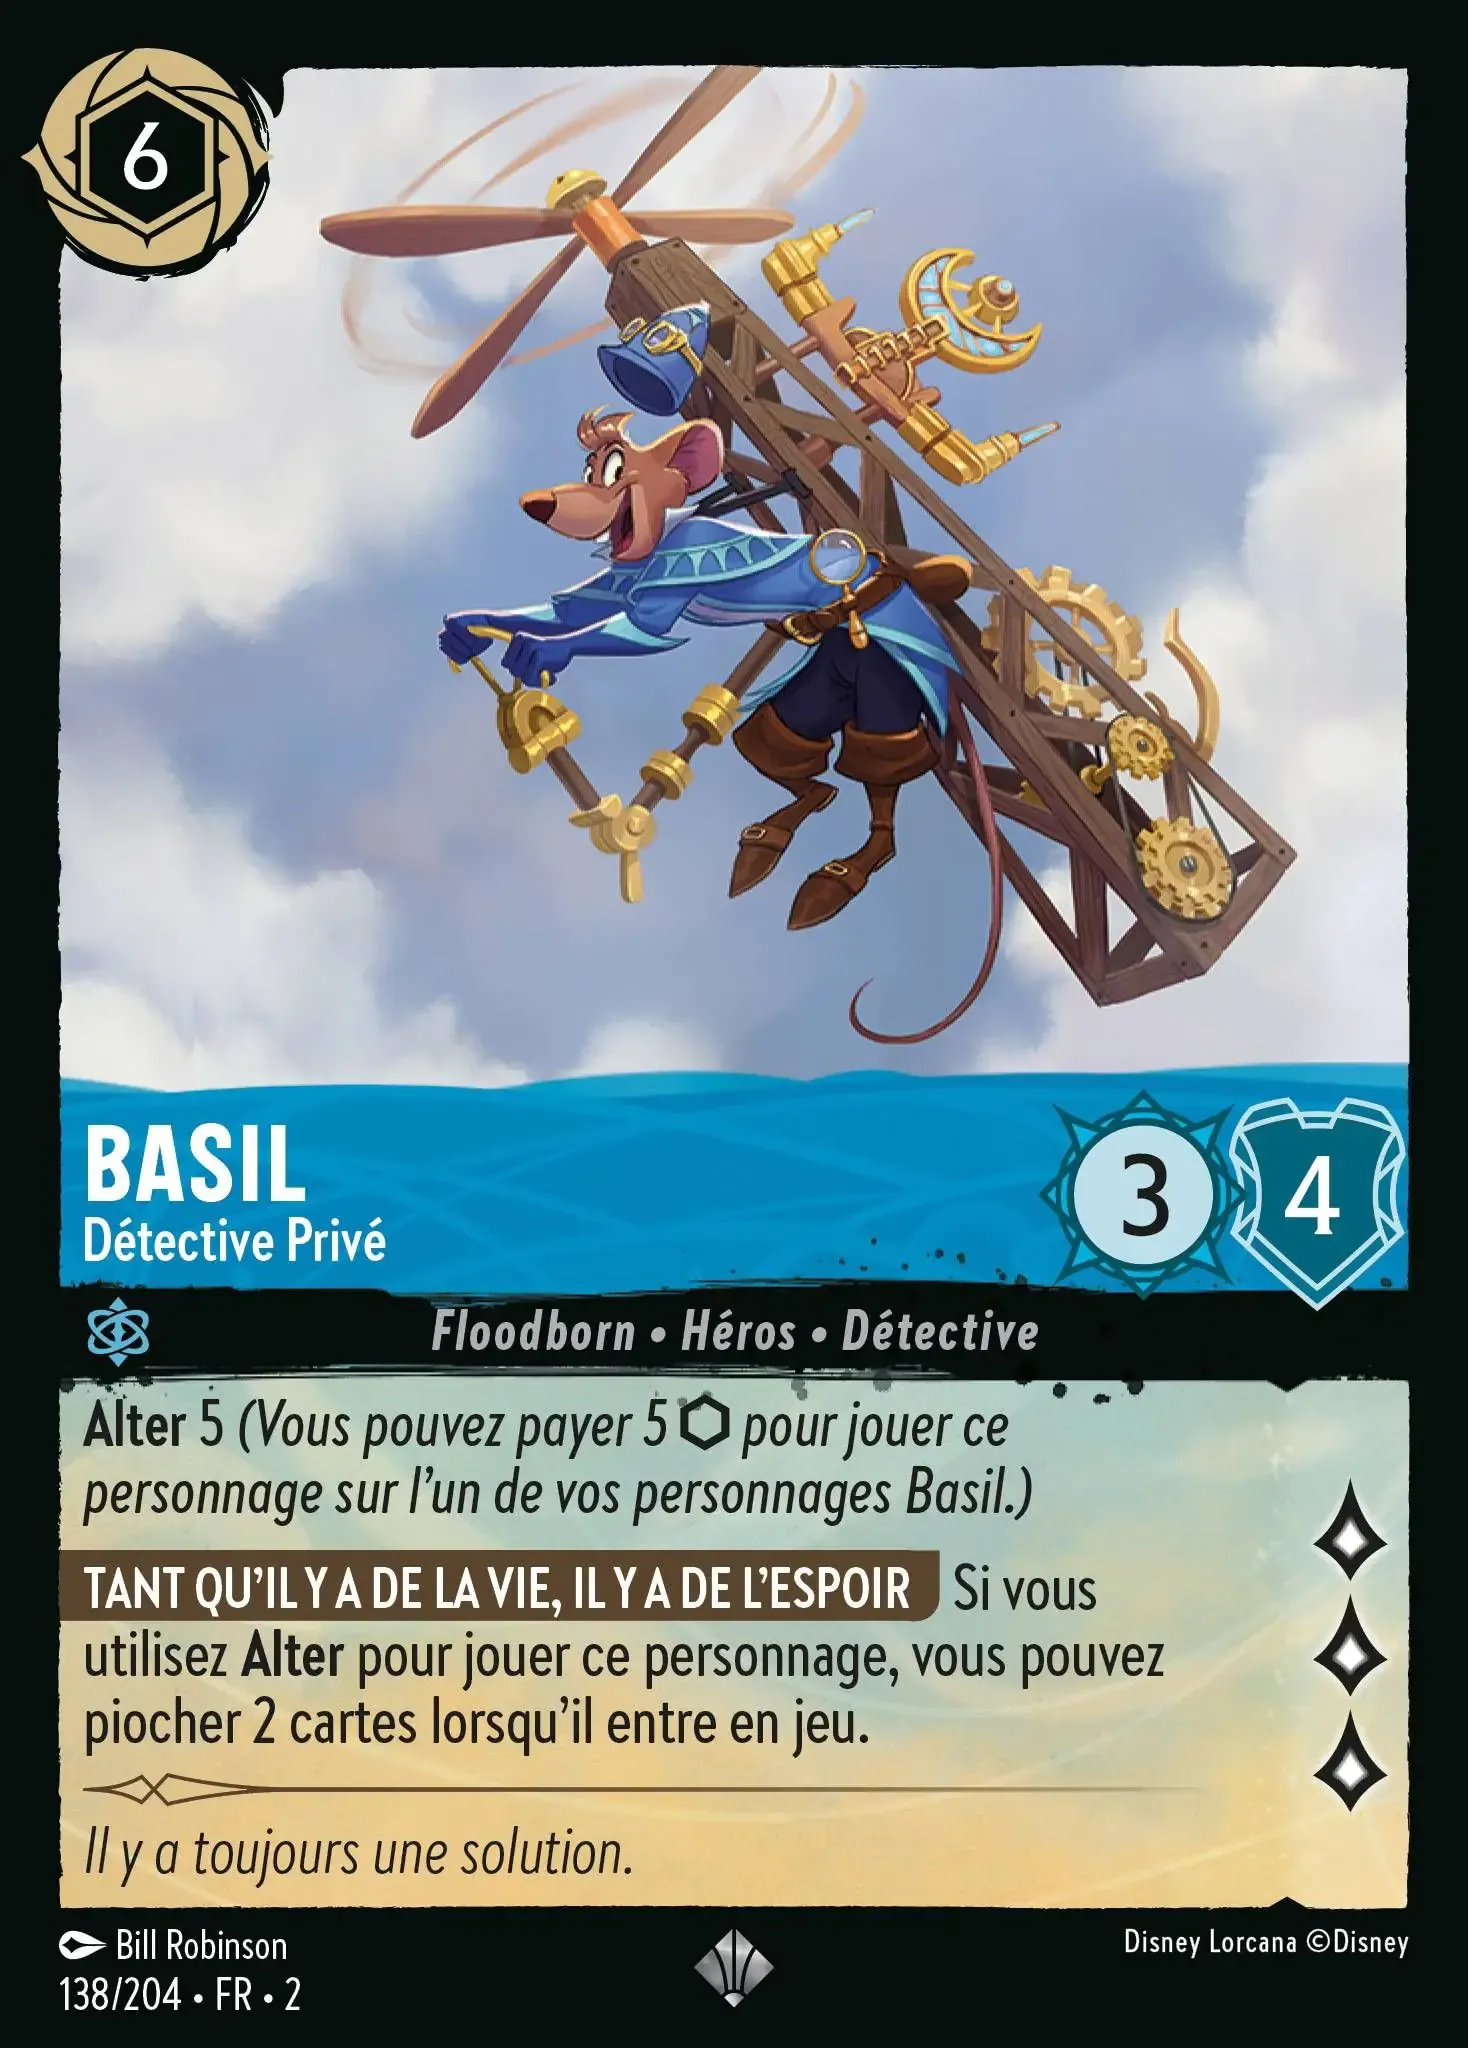 6
BASIL
Détective Privé
3
4
Floodborn • Héros • Détective
Alter 5 (Vous pouvez payer 5 ⬡ pour jouer ce
personnage sur l’un de vos personnages Basil.)
TANT QU’IL Y A DE LA VIE, IL Y A DE L’ESPOIR Si vous
utilisez Alter pour jouer ce personnage, vous pouvez
piocher 2 cartes lorsqu’il entre en jeu.
Il y a toujours une solution.
Bill Robinson
Disney Lorcana ©Disney
138/204 • FR • 2